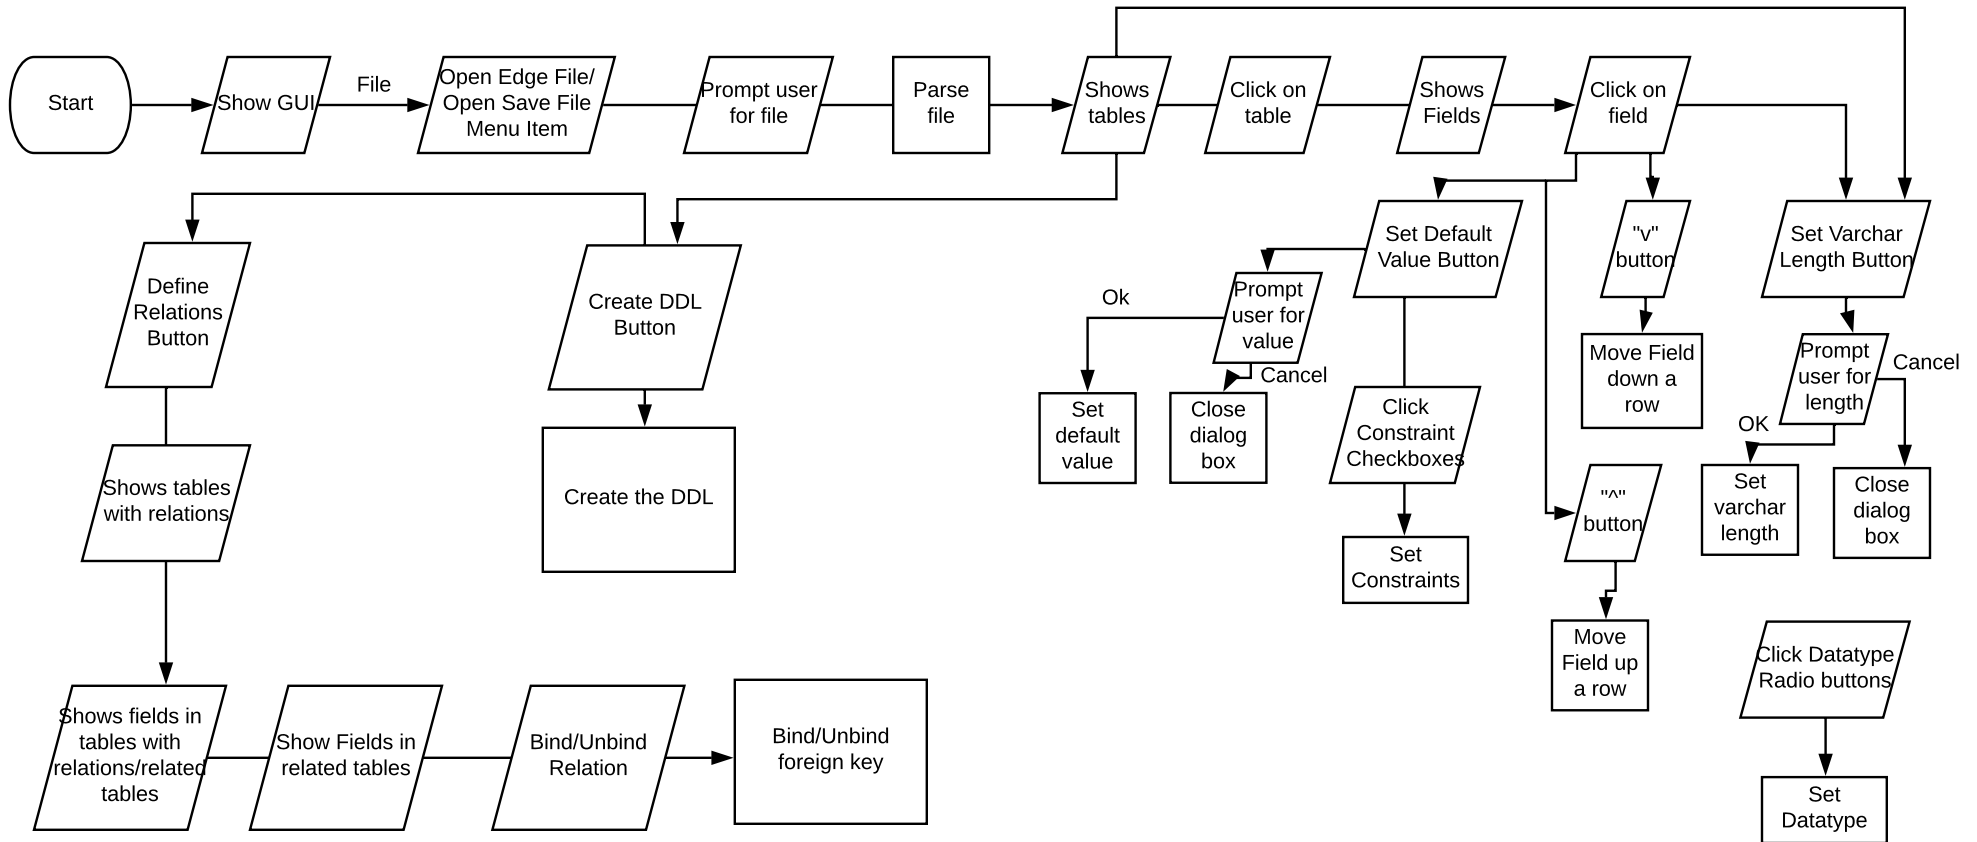 Start
Show GUI
File
Open Edge File/
Open Save File
Menu Item
Prompt user
for file
Parse
file
Shows
tables
Click on
table
Shows
Fields
Click on
field
Define
Relations
Button
Create DDL
Button
Set Default
Value Button
"v"
button
Set Varchar
Length Button
Ok
Prompt
user for
value
Cancel
Move Field
down a
row
Prompt
user for
length
Cancel
OK
Set
default
value
Close
dialog
box
Click
Constraint
Checkboxes
Shows tables
with relations
Create the DDL
"^"
button
Set
varchar
length
Close
dialog
box
Set
Constraints
Move
Field up
a row
Click Datatype
Radio buttons
Shows fields in
tables with
relations/related
tables
Show Fields in
related tables
Bind/Unbind
Relation
Bind/Unbind
foreign key
Set
Datatype